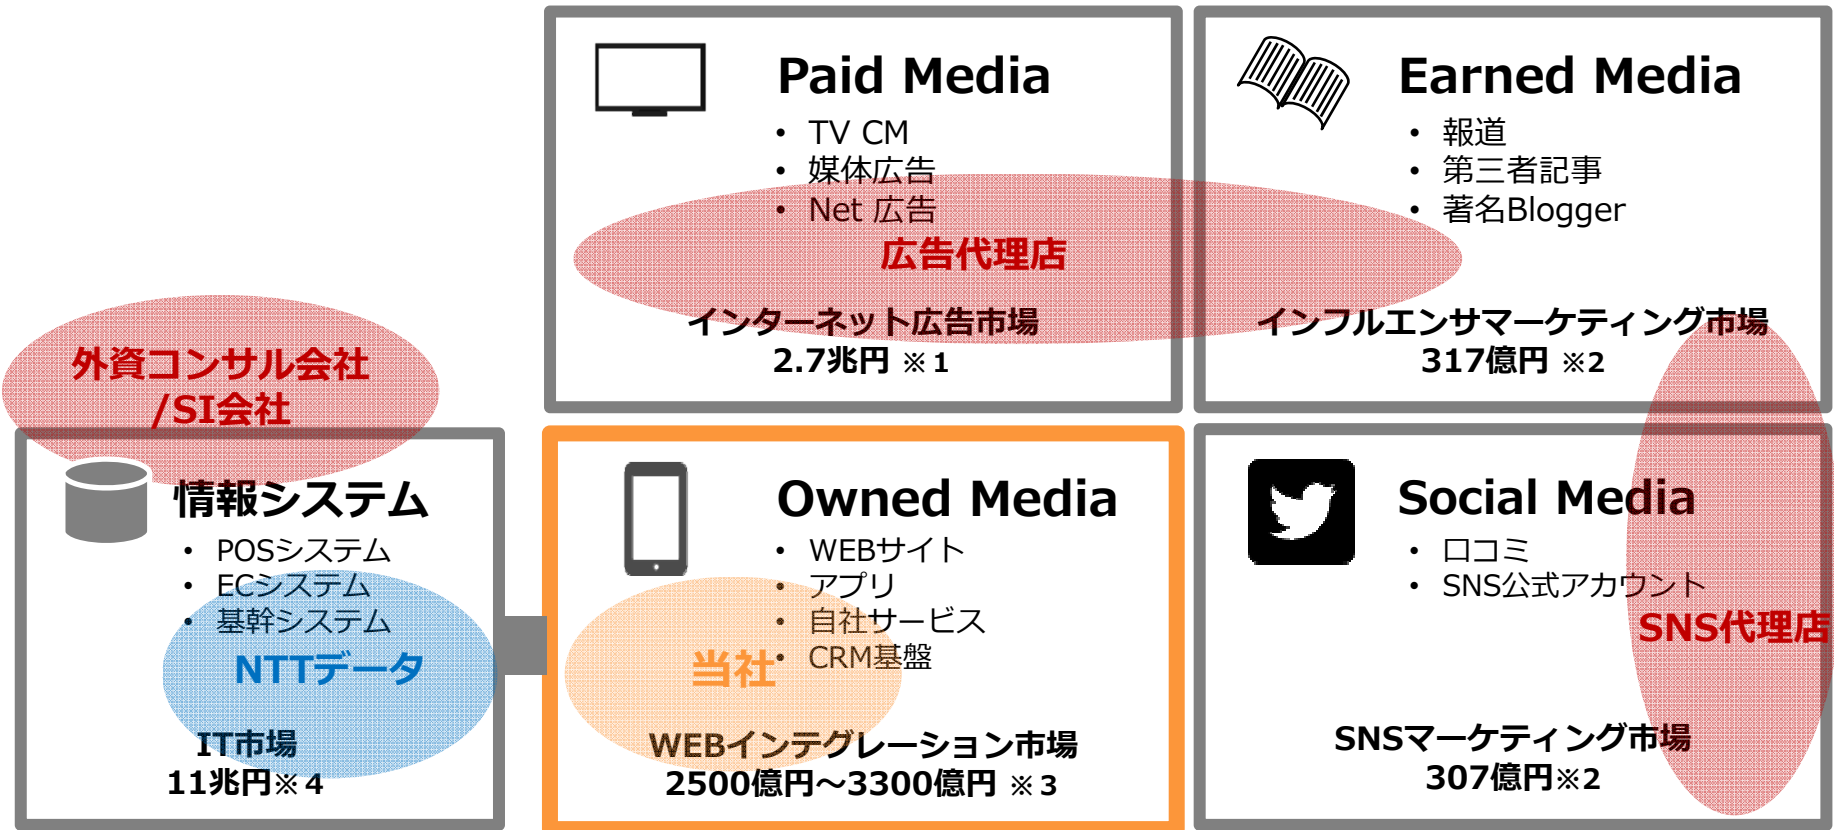 Paid Media
• TV CM
• 媒体広告
• Net 広告
広告代理店
インターネット広告市場
2.7兆円 ※1
Earned Media
• 報道
• 第三者記事
• 著名Blogger
インフルエンサマーケティング市場
317億円 ※2
外資コンサル会社
/SI会社
情報システム
• POSシステム
• ECシステム
• 基幹システム
NTTデータ
IT市場
11兆円※4
Owned Media
• WEBサイト
• アプリ
• 自社サービス
• CRM基盤
当社
WEBインテグレーション市場
2500億円～3300億円 ※3
Social Media
• 口コミ
• SNS公式アカウント
SNS代理店
SNSマーケティング市場
307億円※2